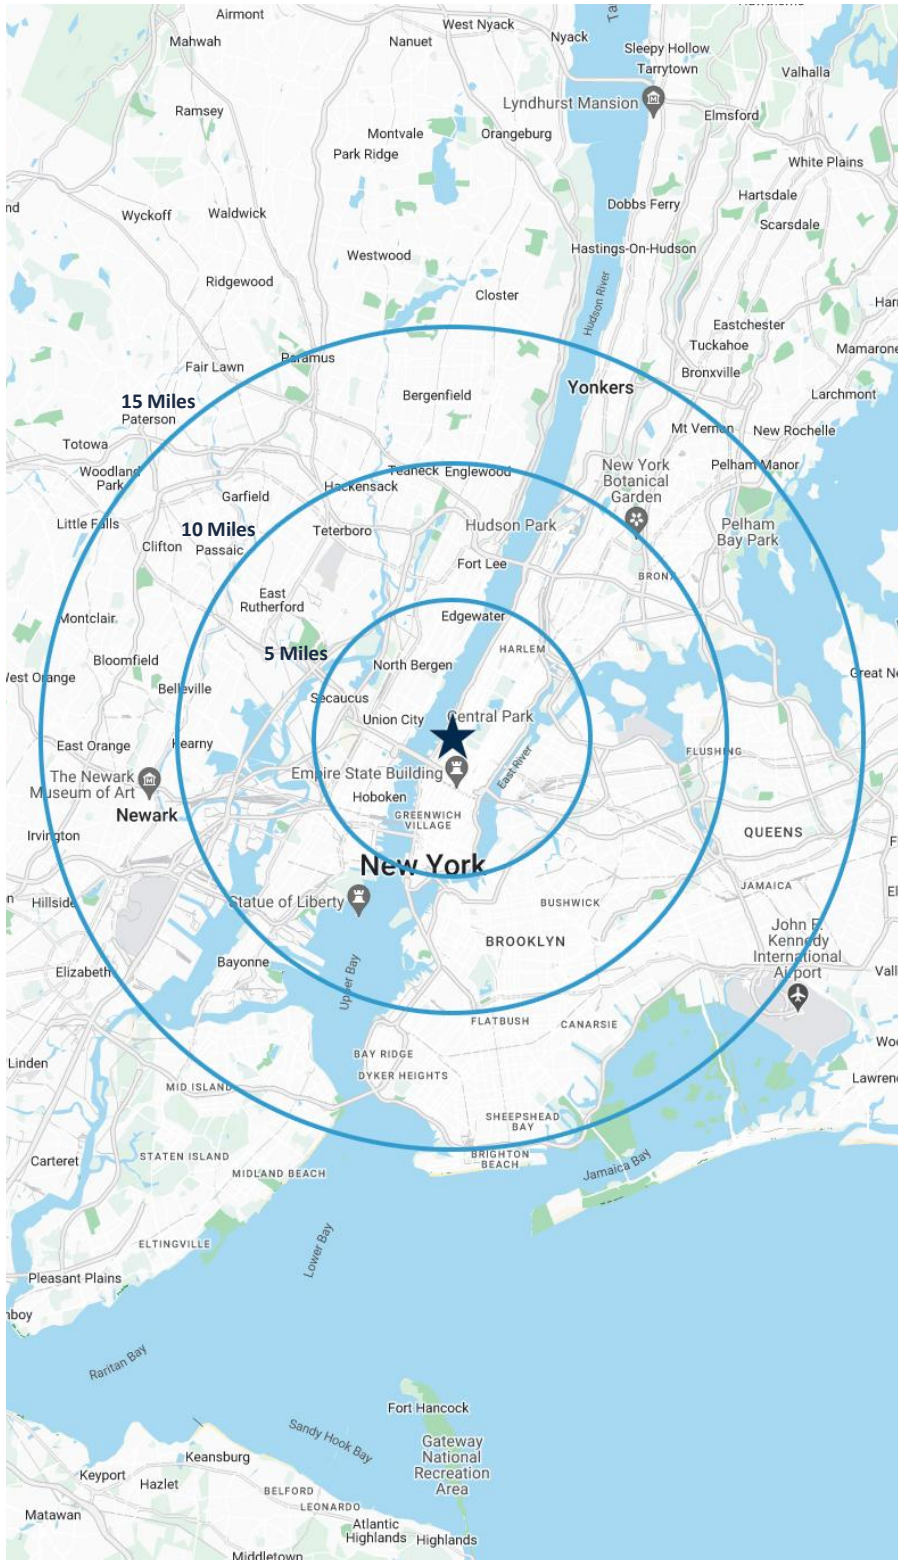 Airmont
West Nyack
Mahwah
Nanuet
Nyack
Sleepy Hollow
Tarrytown
Valhalla
Lyndhurst Mansion
Ramsey
Elmsford
Montvale
Orangeburg
Park Ridge
White Plains
Hartsdale
Dobbs Ferry
Wyckoff
Waldwick
Scarsdale
Westwood
Hastings-On-Hudson
Ridgewood
Closter
Hudson River
Eastchester
Tuckahoe
Paramus
Fair Lawn
Bronxville
Yonkers
Bergenfield
Larchmont
15 Miles
Paterson
Mt Vernon
New Rochelle
Totowa
Woodland
Park
Teaneck
Englewood
New York
Botanical
Garden
Pelham Manor
Hackensack
Garfield
Little Falls
10 Miles
Teterboro
Hudson Park
Pelham
Bay Park
Clifton
Passaic
Fort Lee
BRONX
East
Rutherford
Edgewater
Montclair
HARLEM
5 Miles
Bloomfield
North Bergen
Belleville
Secaucus
Union City
Central Park
East Orange
Kearny
FLUSHING
The Newark
Museum of Art
Empire State Building
East River
Hoboken
Newark
GREENWICH
VILLAGE
Irvington
QUEENS
New York
JAMAICA
Hillside
Statue of Liberty
BUSHWICK
John F.
Kennedy
International
Airport
BROOKLYN
Elizabeth
Bayonne
Upper Bay
FLATBUSH
CANARSIE
BAY RIDGE
Linden
DYKER HEIGHTS
MID ISLAND
SHEEPSHEAD
BAY
BRIGHTON
BEACH
Carteret
STATEN ISLAND
MIDLAND BEACH
Jamaica Bay
ELTINGVILLE
Lower Bay
Pleasant Plains
Raritan Bay
Fort Hancock
Sandy Hook Bay
Gateway
National
Recreation
Area
Keansburg
Keyport
Hazlet
BELFORD
LEONARDO
Matawan
Atlantic
Highlands
Highlands
Middletown